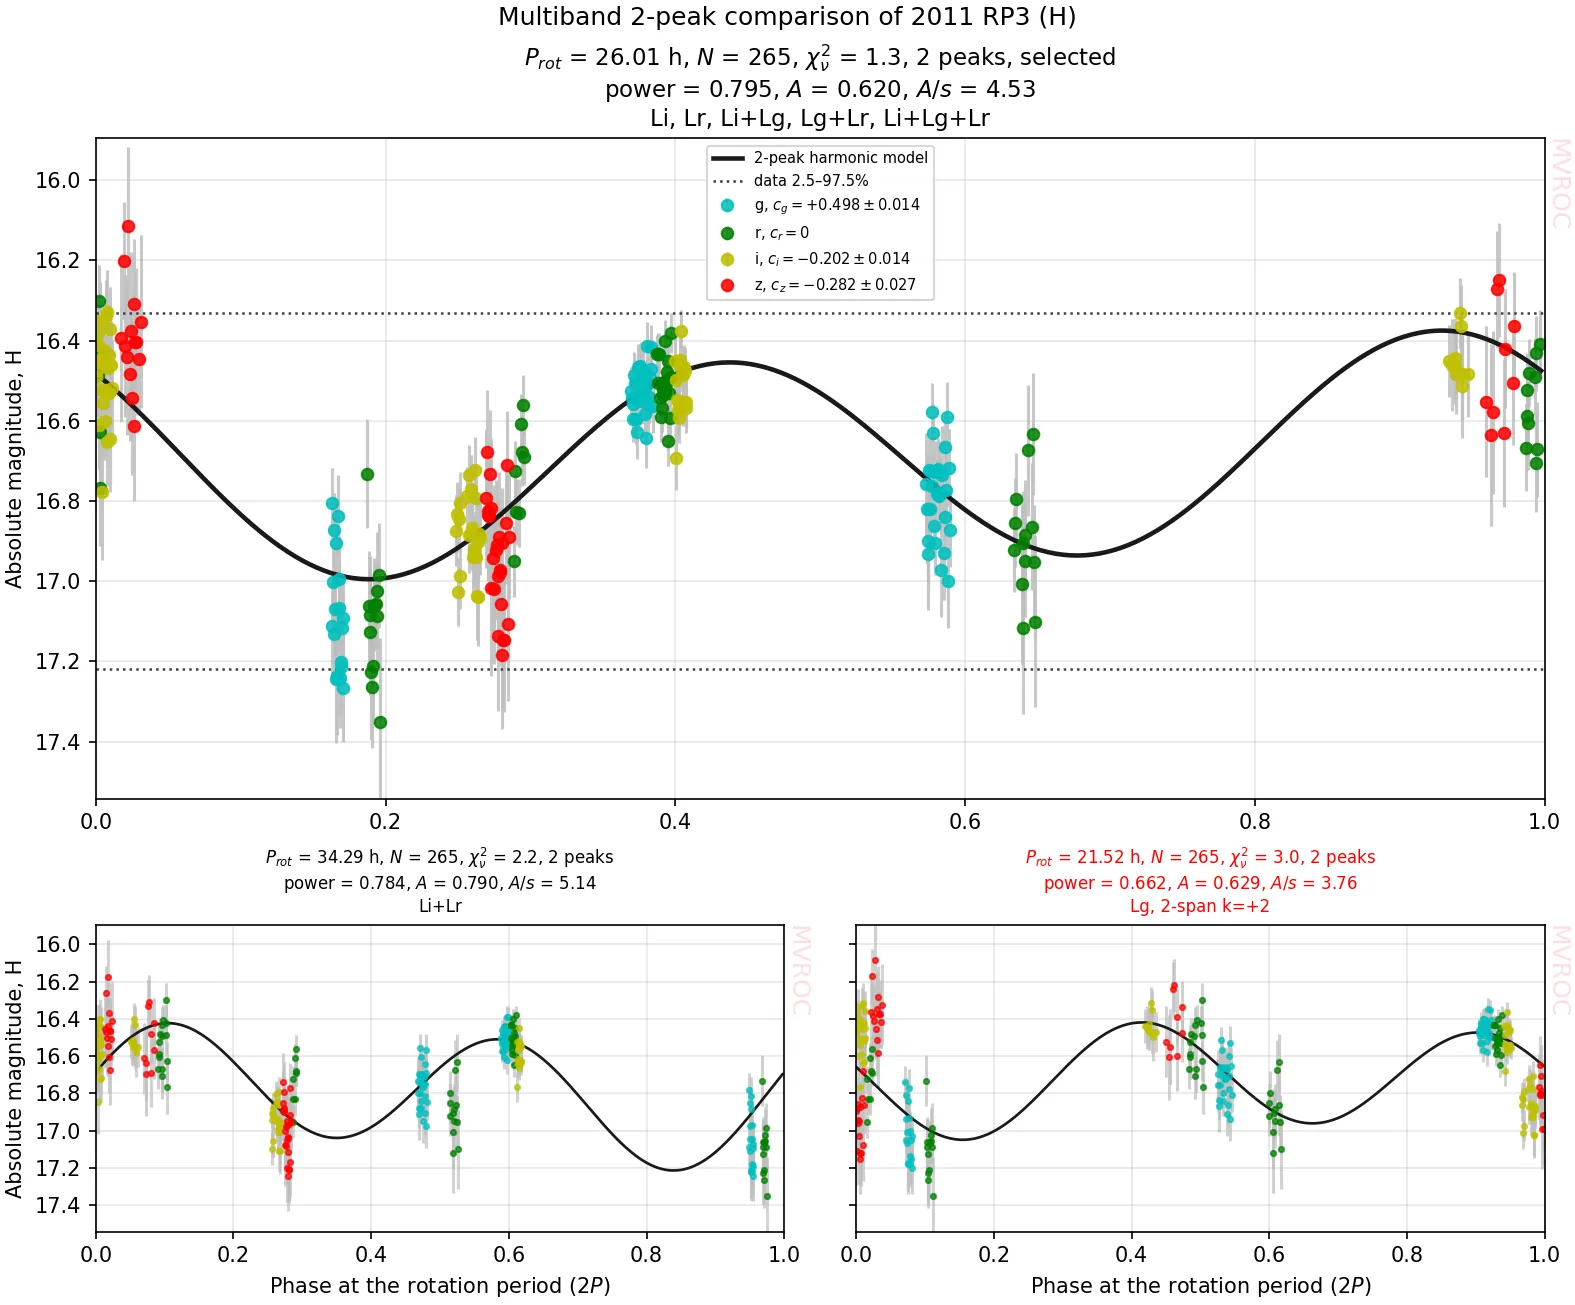 Multiband 2-peak comparison of 2011 RP3 (H)
P_rot = 26.01 h, N = 265, χ²_ν = 1.3, 2 peaks, selected
power = 0.795, A = 0.620, A/s = 4.53
Li, Lr, Li+Lg, Lg+Lr, Li+Lg+Lr
2-peak harmonic model
data 2.5–97.5%
g, c_g = +0.498 ± 0.014
r, c_r = 0
i, c_i = −0.202 ± 0.014
z, c_z = −0.282 ± 0.027
MVROC
Absolute magnitude, H
16.0
16.2
16.4
16.6
16.8
17.0
17.2
17.4
0.0 0.2 0.4 0.6 0.8 1.0
P_rot = 34.29 h, N = 265, χ²_ν = 2.2, 2 peaks
power = 0.784, A = 0.790, A/s = 5.14
Li+Lr
MVROC
Absolute magnitude, H
16.0
16.2
16.4
16.6
16.8
17.0
17.2
17.4
0.0 0.2 0.4 0.6 0.8 1.0
Phase at the rotation period (2P)
P_rot = 21.52 h, N = 265, χ²_ν = 3.0, 2 peaks
power = 0.662, A = 0.629, A/s = 3.76
Lg, 2-span k=+2
MVROC
0.0 0.2 0.4 0.6 0.8 1.0
Phase at the rotation period (2P)